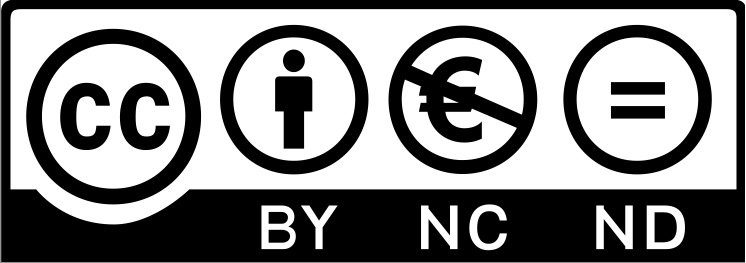 cc
€
=
BY NC ND